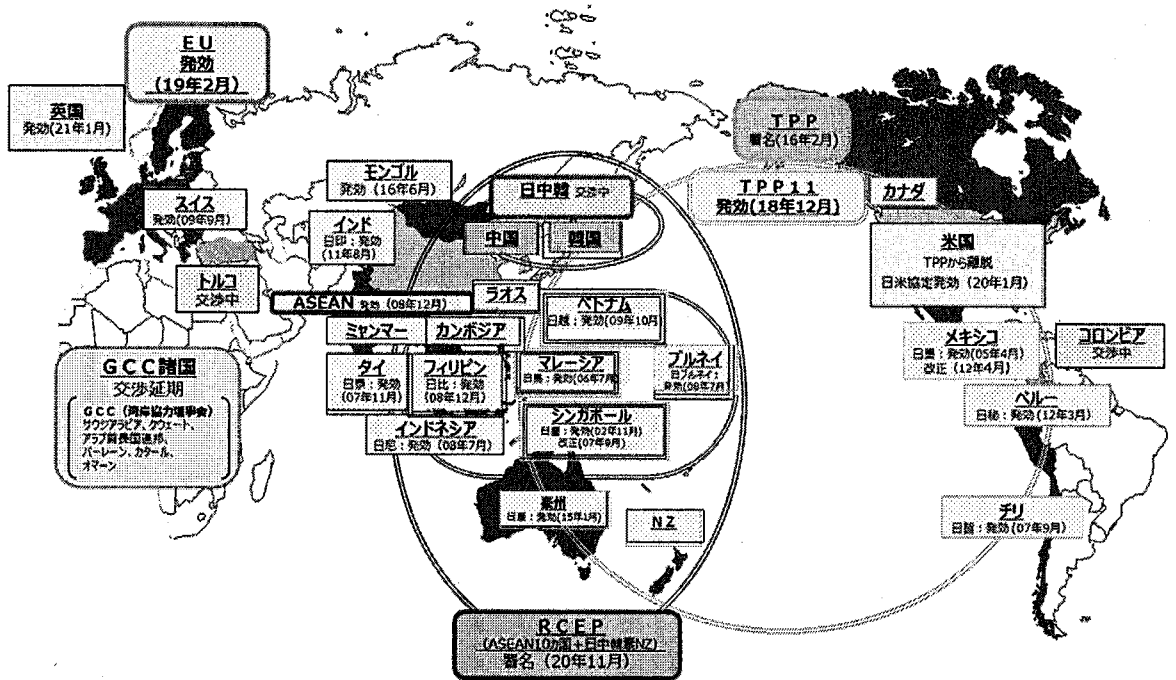 EU
発効
(19年2月)
英国
発効(21年1月)
スイス
発効(09年9月)
トルコ
交渉中
モンゴル
発効（16年6月）
インド
日印：発効
(11年8月)
日中韓 交渉中
中国
韓国
TPP
署名(16年2月)
TPP11
発効(18年12月)
カナダ
米国
TPPから離脱
日米協定発効（20年1月）
ASEAN 発効（08年12月）
ラオス
ミャンマー
カンボジア
ベトナム
日越：発効(09年10月
タイ
日泰：発効
(07年11月)
フィリピン
日比：発効
(08年12月)
マレーシア
日馬：発効(06年7月)
ブルネイ
日ブルネイ：
発効(08年7月)
シンガポール
日星：発効(02年11月)
改正(07年9月)
インドネシア
日尼：発効（08年7月）
GCC諸国
交渉延期
GCC（湾岸協力理事会）
サウジアラビア、クウェート、
アラブ首長国連邦、
バーレーン、カタール、
オマーン
メキシコ
日墨：発効(05年4月)
改正（12年4月）
コロンビア
交渉中
ペルー
日秘：発効（12年3月）
チリ
日智：発効(07年9月)
豪州
日豪：発効(15年1月)
NZ
RCEP
(ASEAN10カ国＋日中韓豪NZ)
署名（20年11月）